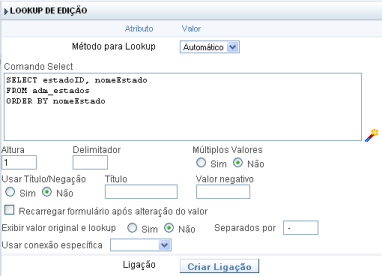 LOOKUP DE EDIÇÃO
Atributo Valor
Método para Lookup Automático
Comando Select
SELECT estadoID, nomeEstado
FROM adm_estados
ORDER BY nomeEstado
Altura Delimitador Múltiplos Valores
1 Sim Não
Usar Título/Negação Título Valor negativo
Sim Não
Recarregar formulário após alteração do valor
Exibir valor original e lookup Sim Não Separados por -
Usar conexão específica
Ligação Criar Ligação